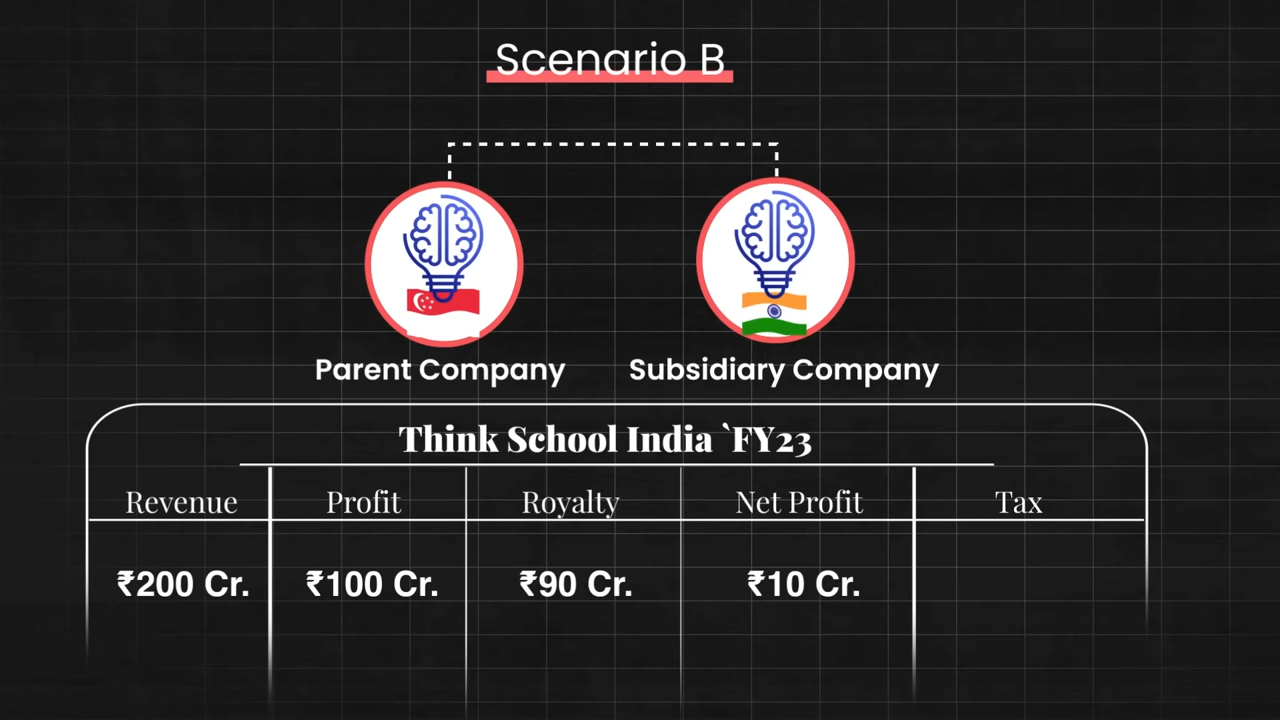 Scenario B
Parent Company Subsidiary Company
Think School India `FY23
Revenue Profit Royalty Net Profit Tax
₹200 Cr. ₹100 Cr. ₹90 Cr. ₹10 Cr.